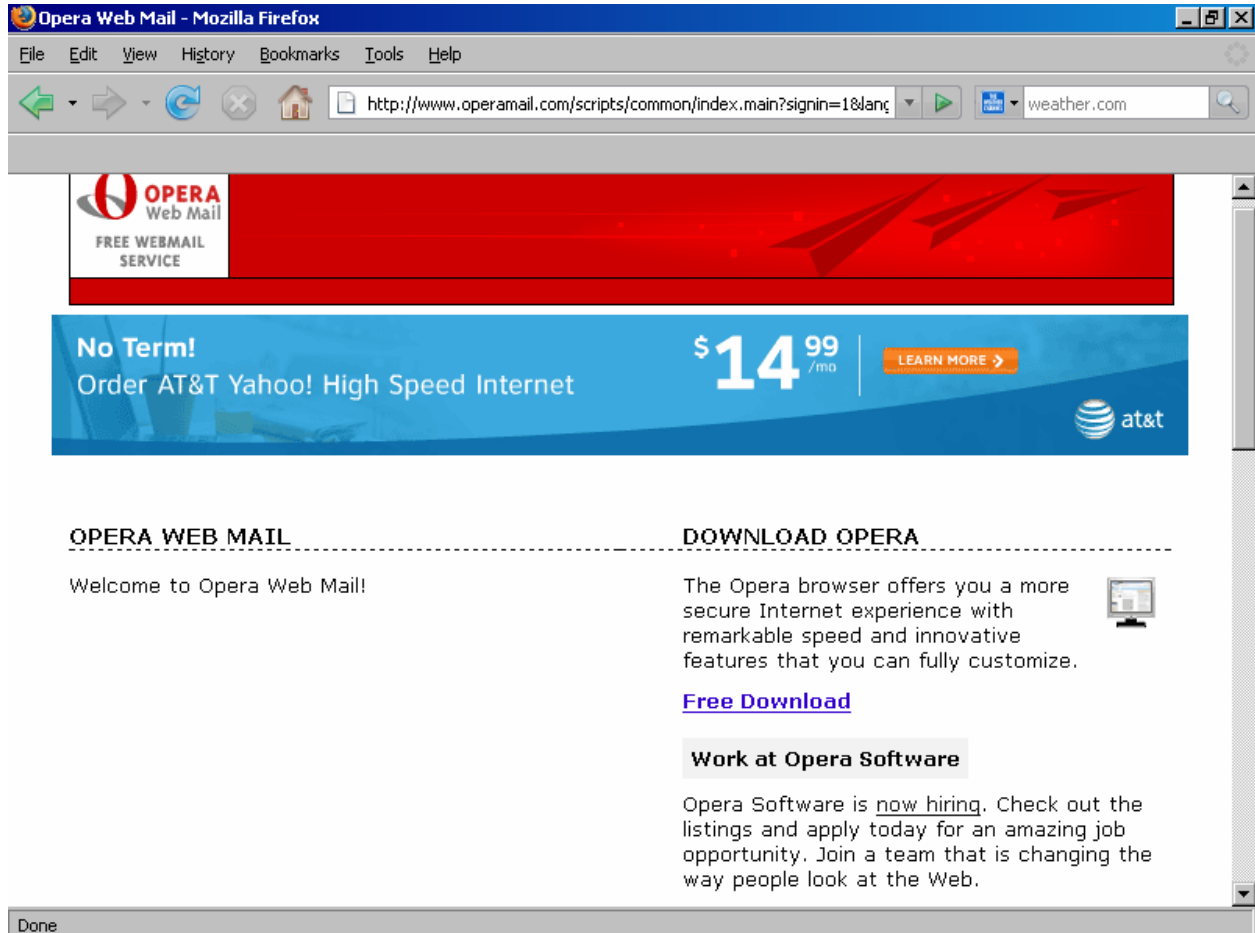 Opera Web Mail - Mozilla Firefox
File Edit View History Bookmarks Tools Help
http://www.operamail.com/scripts/common/index.main?signin=1&lang
weather.com
OPERA
Web Mail
FREE WEBMAIL
SERVICE
No Term!
Order AT&T Yahoo! High Speed Internet
$14 99 /mo
LEARN MORE
at&t
OPERA WEB MAIL
Welcome to Opera Web Mail!
DOWNLOAD OPERA
The Opera browser offers you a more
secure Internet experience with
remarkable speed and innovative
features that you can fully customize.
Free Download
Work at Opera Software
Opera Software is now hiring. Check out the
listings and apply today for an amazing job
opportunity. Join a team that is changing the
way people look at the Web.
Done